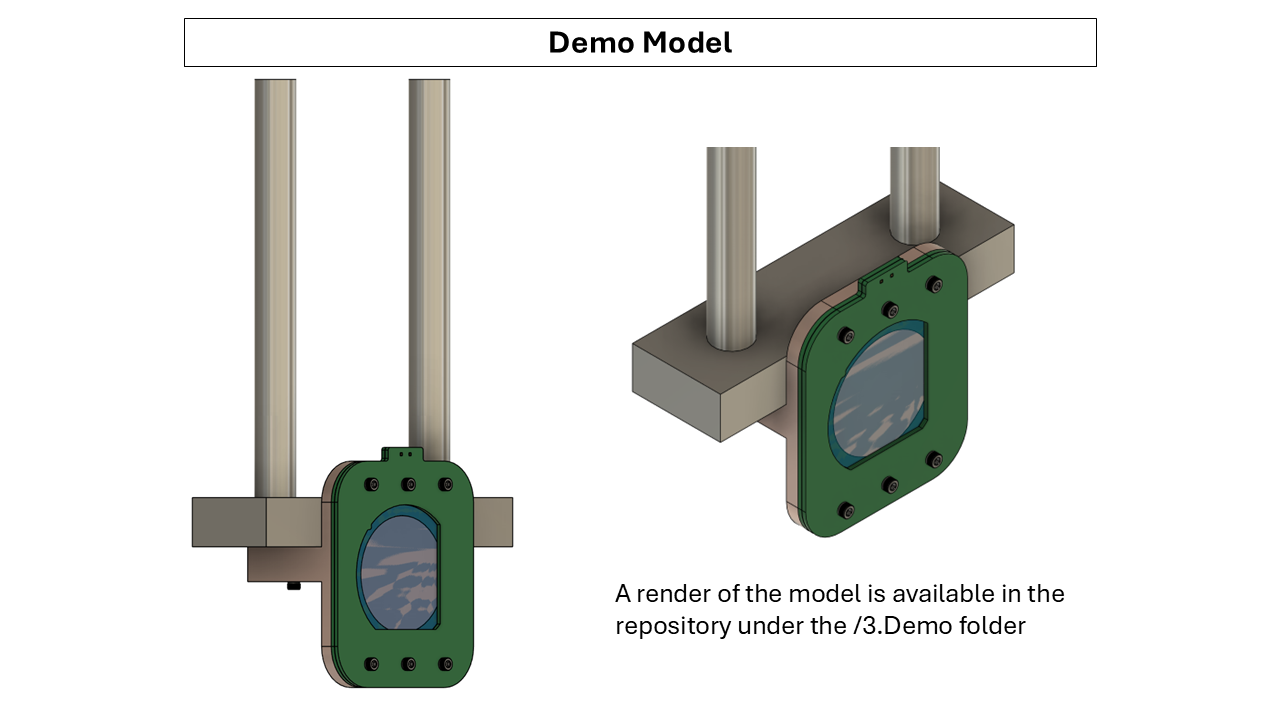 Demo Model
A render of the model is available in the
repository under the /3.Demo folder